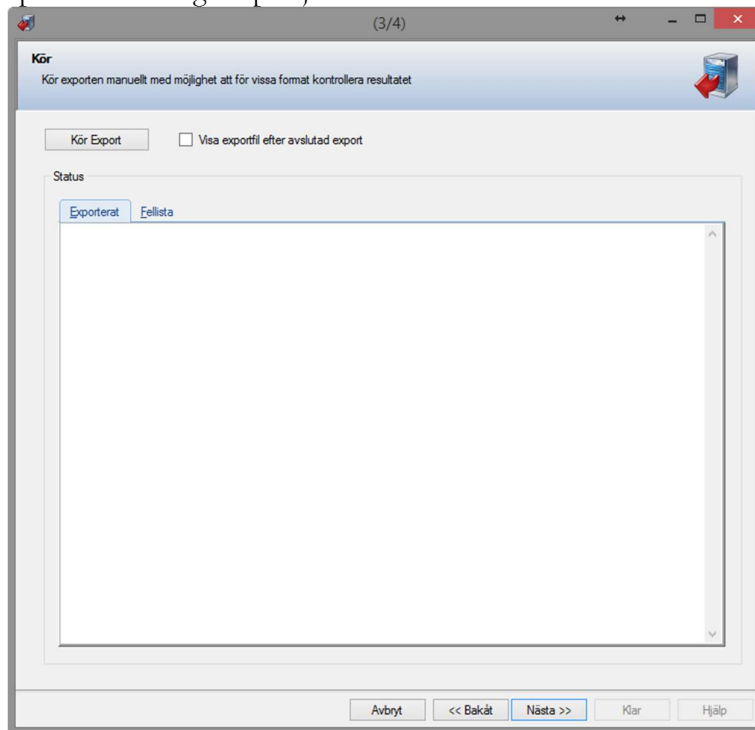 (3/4)
Kör
Kör exporten manuellt med möjlighet att för vissa format kontrollera resultatet
Kör Export
Visa exportfil efter avslutad export
Status
Exporterat
Fellista
Avbryt
<< Bakåt
Nästa >>
Klar
Hjälp